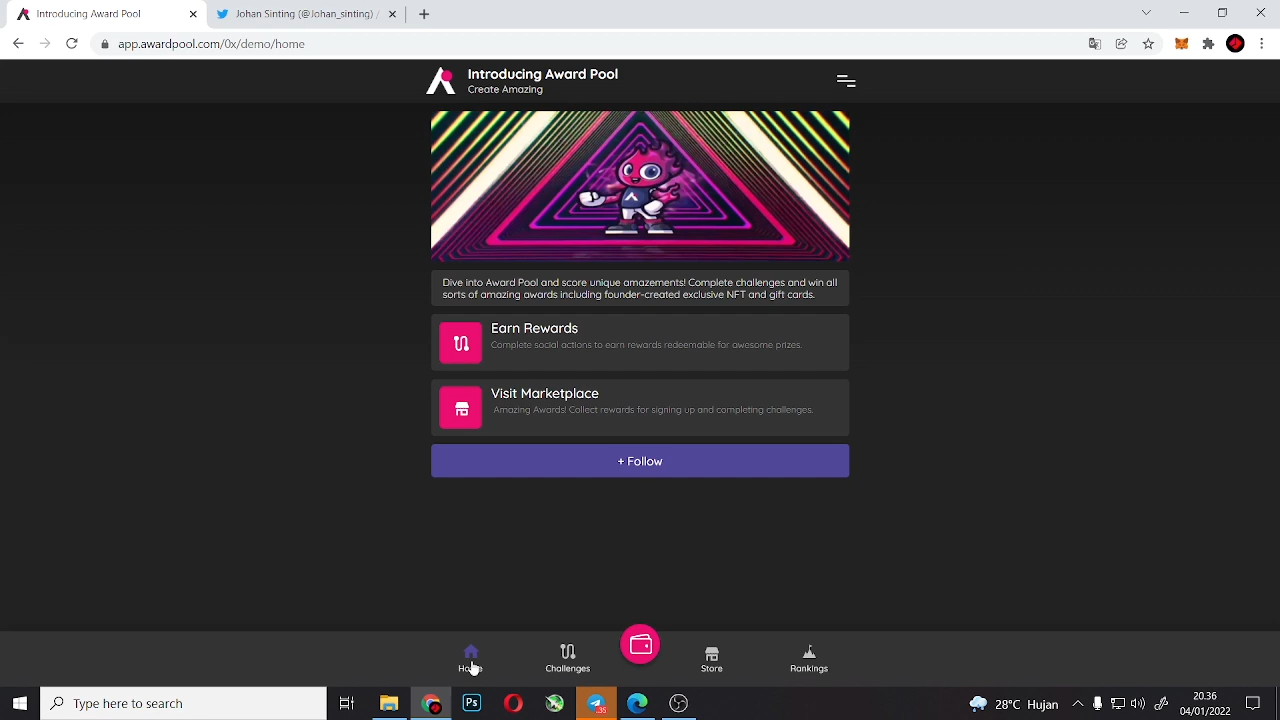 Introducing Award Pool
Johan Sinting (@Johan_sinting) /
app.awardpool.com/0x/demo/home
Introducing Award Pool
Create Amazing
Dive into Award Pool and score unique amazements! Complete challenges and win all
sorts of amazing awards including founder-created exclusive NFT and gift cards.
Earn Rewards
Complete social actions to earn rewards redeemable for awesome prizes.
Visit Marketplace
Amazing Awards! Collect rewards for signing up and completing challenges.
+ Follow
Home
Challenges
Store
Rankings
Type here to search
Ps
35
28°C Hujan
20.36
04/01/2022